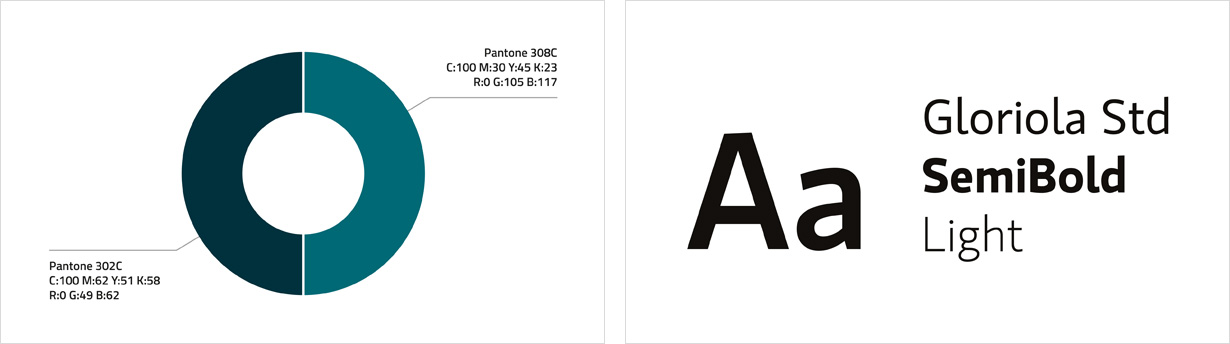 Pantone 308C
C:100 M:30 Y:45 K:23
R:0 G:105 B:117
Pantone 302C
C:100 M:62 Y:51 K:58
R:0 G:49 B:62
Aa
Gloriola Std
SemiBold
Light